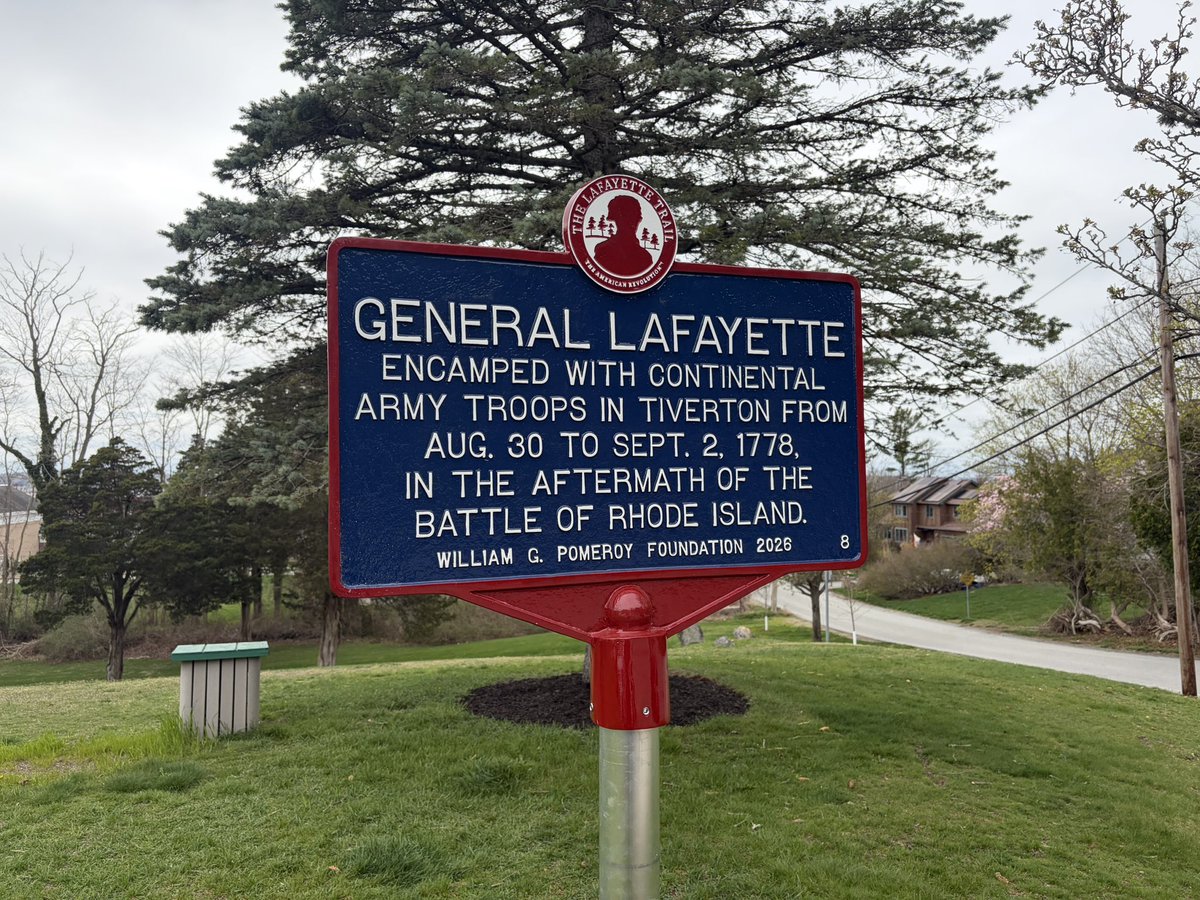 THE LAFAYETTE TRAIL
THE AMERICAN REVOLUTION
GENERAL LAFAYETTE
ENCAMPED WITH CONTINENTAL
ARMY TROOPS IN TIVERTON FROM
AUG. 30 TO SEPT. 2, 1778,
IN THE AFTERMATH OF THE
BATTLE OF RHODE ISLAND.
WILLIAM G. POMEROY FOUNDATION 2026 8